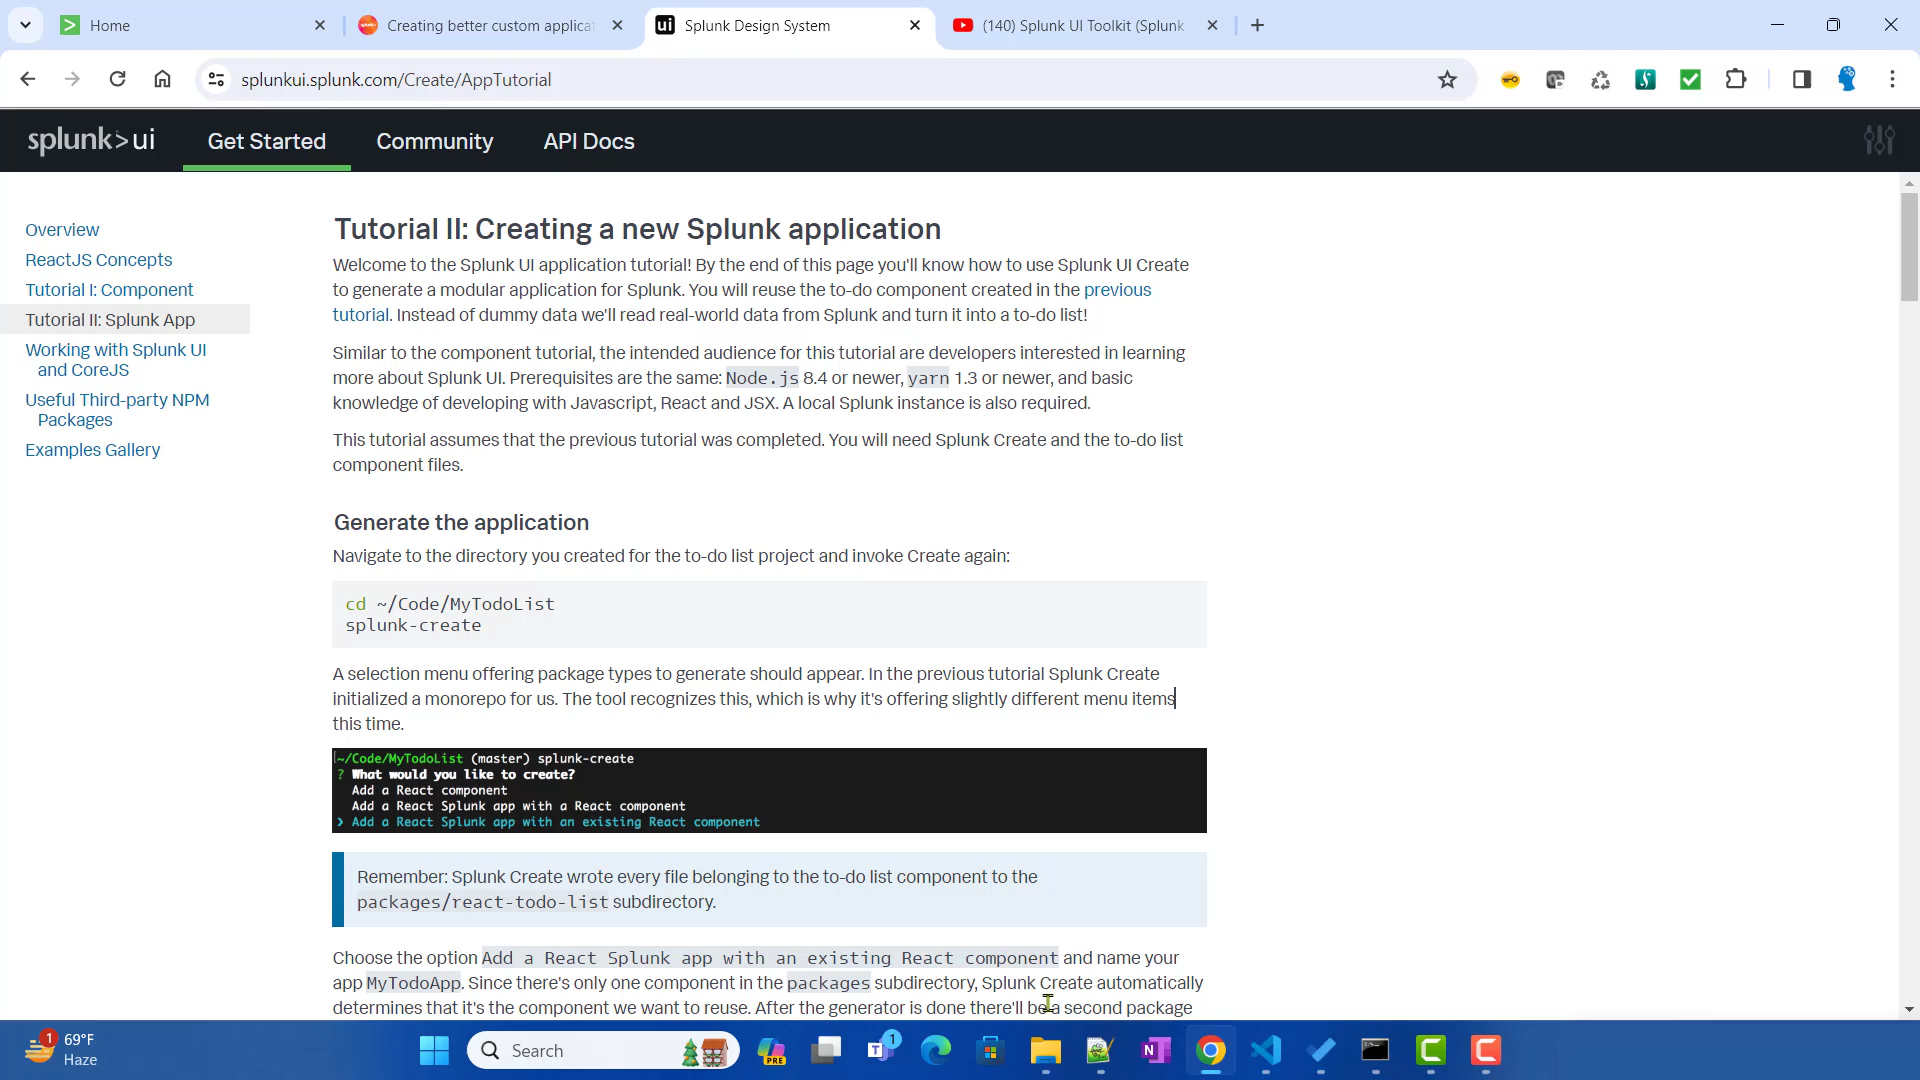 Home
Creating better custom applicat
Splunk Design System
(140) Splunk UI Toolkit (Splunk
splunkui.splunk.com/Create/AppTutorial
splunk>ui
Get Started
Community
API Docs
Overview
ReactJS Concepts
Tutorial I: Component
Tutorial II: Splunk App
Working with Splunk UI
and CoreJS
Useful Third-party NPM
Packages
Examples Gallery
Tutorial II: Creating a new Splunk application
Welcome to the Splunk UI application tutorial! By the end of this page you'll know how to use Splunk UI Create
to generate a modular application for Splunk. You will reuse the to-do component created in the previous
tutorial. Instead of dummy data we'll read real-world data from Splunk and turn it into a to-do list!
Similar to the component tutorial, the intended audience for this tutorial are developers interested in learning
more about Splunk UI. Prerequisites are the same: Node.js 8.4 or newer, yarn 1.3 or newer, and basic
knowledge of developing with Javascript, React and JSX. A local Splunk instance is also required.
This tutorial assumes that the previous tutorial was completed. You will need Splunk Create and the to-do list
component files.
Generate the application
Navigate to the directory you created for the to-do list project and invoke Create again:
cd ~/Code/MyTodoList
splunk-create
A selection menu offering package types to generate should appear. In the previous tutorial Splunk Create
initialized a monorepo for us. The tool recognizes this, which is why it's offering slightly different menu items
this time.
[~/Code/MyTodoList (master) splunk-create
? What would you like to create?
Add a React component
Add a React Splunk app with a React component
❯ Add a React Splunk app with an existing React component
Remember: Splunk Create wrote every file belonging to the to-do list component to the
packages/react-todo-list subdirectory.
Choose the option Add a React Splunk app with an existing React component and name your
app MyTodoApp. Since there's only one component in the packages subdirectory, Splunk Create automatically
determines that it's the component we want to reuse. After the generator is done there'll be a second package
1
69°F
Haze
Search
PRE
1